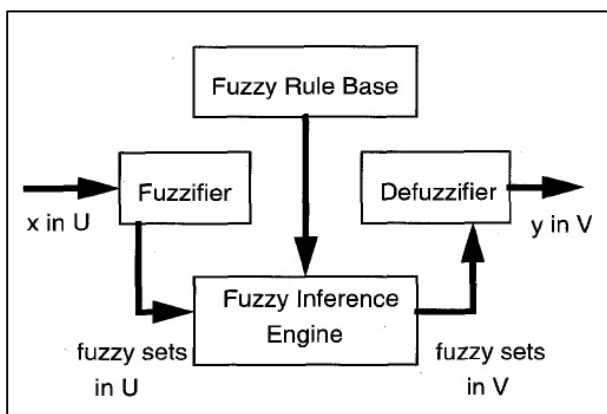 Fuzzy Rule Base
Fuzzifier
Defuzzifier
x in U
y in V
Fuzzy Inference
Engine
fuzzy sets
in U
fuzzy sets
in V